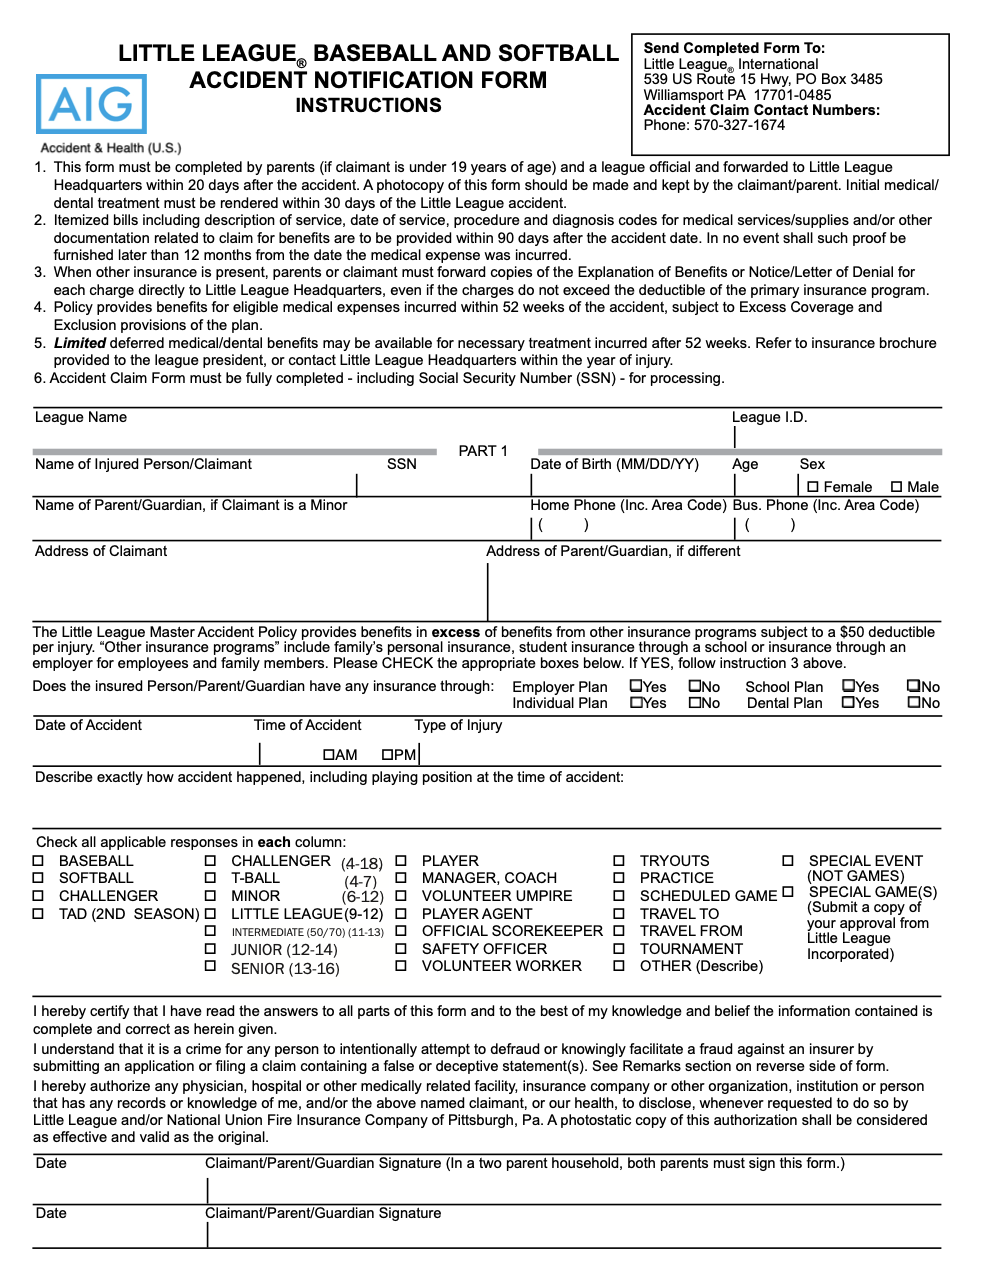 LITTLE LEAGUE® BASEBALL AND SOFTBALL
ACCIDENT NOTIFICATION FORM
INSTRUCTIONS
AIG
Accident & Health (U.S.)
Send Completed Form To:
Little League® International
539 US Route 15 Hwy, PO Box 3485
Williamsport PA 17701-0485
Accident Claim Contact Numbers:
Phone: 570-327-1674
1. This form must be completed by parents (if claimant is under 19 years of age) and a league official and forwarded to Little League
Headquarters within 20 days after the accident. A photocopy of this form should be made and kept by the claimant/parent. Initial medical/
dental treatment must be rendered within 30 days of the Little League accident.
2. Itemized bills including description of service, date of service, procedure and diagnosis codes for medical services/supplies and/or other
documentation related to claim for benefits are to be provided within 90 days after the accident date. In no event shall such proof be
furnished later than 12 months from the date the medical expense was incurred.
3. When other insurance is present, parents or claimant must forward copies of the Explanation of Benefits or Notice/Letter of Denial for
each charge directly to Little League Headquarters, even if the charges do not exceed the deductible of the primary insurance program.
4. Policy provides benefits for eligible medical expenses incurred within 52 weeks of the accident, subject to Excess Coverage and
Exclusion provisions of the plan.
5. Limited deferred medical/dental benefits may be available for necessary treatment incurred after 52 weeks. Refer to insurance brochure
provided to the league president, or contact Little League Headquarters within the year of injury.
6. Accident Claim Form must be fully completed - including Social Security Number (SSN) - for processing.
League Name League I.D.
PART 1
Name of Injured Person/Claimant SSN Date of Birth (MM/DD/YY) Age Sex
☐ Female ☐ Male
Name of Parent/Guardian, if Claimant is a Minor Home Phone (Inc. Area Code) Bus. Phone (Inc. Area Code)
( ) ( )
Address of Claimant Address of Parent/Guardian, if different
The Little League Master Accident Policy provides benefits in excess of benefits from other insurance programs subject to a $50 deductible
per injury. “Other insurance programs” include family’s personal insurance, student insurance through a school or insurance through an
employer for employees and family members. Please CHECK the appropriate boxes below. If YES, follow instruction 3 above.
Does the insured Person/Parent/Guardian have any insurance through: Employer Plan ☐Yes ☐No School Plan ☐Yes ☐No
Individual Plan ☐Yes ☐No Dental Plan ☐Yes ☐No
Date of Accident Time of Accident Type of Injury
☐AM ☐PM
Describe exactly how accident happened, including playing position at the time of accident:
Check all applicable responses in each column:
☐ BASEBALL ☐ CHALLENGER (4-18) ☐ PLAYER ☐ TRYOUTS ☐ SPECIAL EVENT
☐ SOFTBALL ☐ T-BALL (4-7) ☐ MANAGER, COACH ☐ PRACTICE (NOT GAMES)
☐ CHALLENGER ☐ MINOR (6-12) ☐ VOLUNTEER UMPIRE ☐ SCHEDULED GAME ☐ SPECIAL GAME(S)
☐ TAD (2ND SEASON) ☐ LITTLE LEAGUE(9-12) ☐ PLAYER AGENT ☐ TRAVEL TO (Submit a copy of
☐ INTERMEDIATE (50/70) (11-13) ☐ OFFICIAL SCOREKEEPER ☐ TRAVEL FROM your approval from
☐ JUNIOR (12-14) ☐ SAFETY OFFICER ☐ TOURNAMENT Little League
☐ SENIOR (13-16) ☐ VOLUNTEER WORKER ☐ OTHER (Describe) Incorporated)
I hereby certify that I have read the answers to all parts of this form and to the best of my knowledge and belief the information contained is
complete and correct as herein given.
I understand that it is a crime for any person to intentionally attempt to defraud or knowingly facilitate a fraud against an insurer by
submitting an application or filing a claim containing a false or deceptive statement(s). See Remarks section on reverse side of form.
I hereby authorize any physician, hospital or other medically related facility, insurance company or other organization, institution or person
that has any records or knowledge of me, and/or the above named claimant, or our health, to disclose, whenever requested to do so by
Little League and/or National Union Fire Insurance Company of Pittsburgh, Pa. A photostatic copy of this authorization shall be considered
as effective and valid as the original.
Date Claimant/Parent/Guardian Signature (In a two parent household, both parents must sign this form.)
Date Claimant/Parent/Guardian Signature